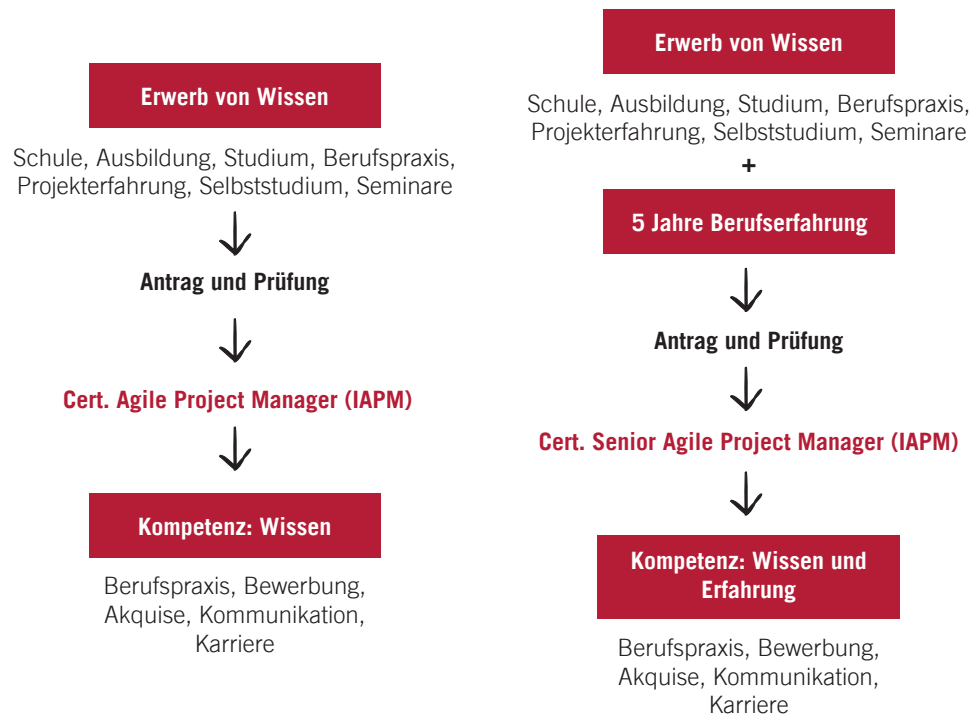 Erwerb von Wissen
Schule, Ausbildung, Studium, Berufspraxis,
Projekterfahrung, Selbststudium, Seminare
Antrag und Prüfung
Cert. Agile Project Manager (IAPM)
Kompetenz: Wissen
Berufspraxis, Bewerbung,
Akquise, Kommunikation,
Karriere
Erwerb von Wissen
Schule, Ausbildung, Studium, Berufspraxis,
Projekterfahrung, Selbststudium, Seminare
+
5 Jahre Berufserfahrung
Antrag und Prüfung
Cert. Senior Agile Project Manager (IAPM)
Kompetenz: Wissen und
Erfahrung
Berufspraxis, Bewerbung,
Akquise, Kommunikation,
Karriere